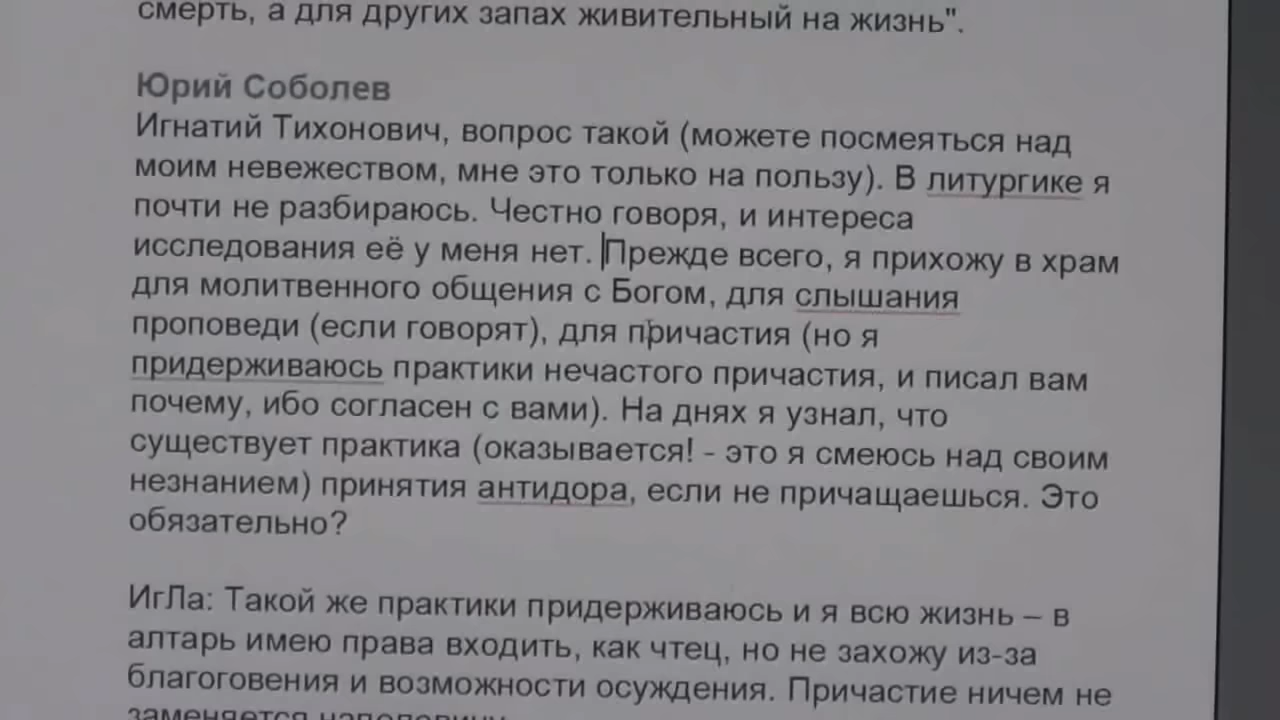 смерть, а для других запах живительный на жизнь".
Юрий Соболев
Игнатий Тихонович, вопрос такой (можете посмеяться над
моим невежеством, мне это только на пользу). В литургике я
почти не разбираюсь. Честно говоря, и интереса
исследования её у меня нет. Прежде всего, я прихожу в храм
для молитвенного общения с Богом, для слышания
проповеди (если говорят), для причастия (но я
придерживаюсь практики нечастого причастия, и писал вам
почему, ибо согласен с вами). На днях я узнал, что
существует практика (оказывается! - это я смеюсь над своим
незнанием) принятия антидора, если не причащаешься. Это
обязательно?
ИгЛа: Такой же практики придерживаюсь и я всю жизнь – в
алтарь имею права входить, как чтец, но не захожу из-за
благоговения и возможности осуждения. Причастие ничем не
заменяется